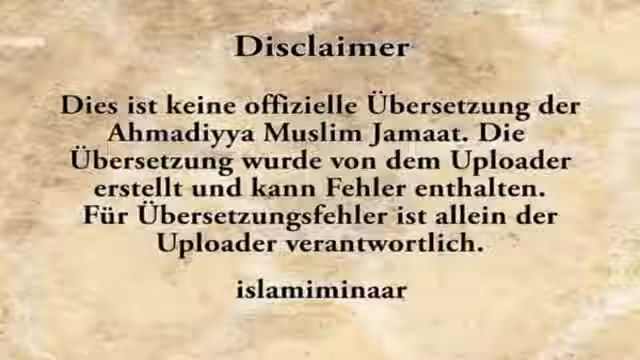 Disclaimer
Dies ist keine offizielle Übersetzung der
Ahmadiyya Muslim Jamaat. Die
Übersetzung wurde von dem Uploader
erstellt und kann Fehler enthalten.
Für Übersetzungsfehler ist allein der
Uploader verantwortlich.
islamiminaar